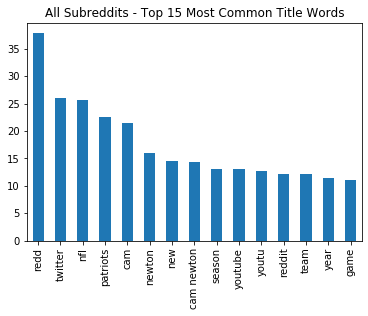 All Subreddits - Top 15 Most Common Title Words
35
30
25
20
15
10
5
0
redd
twitter
nfl
patriots
cam
newton
new
cam newton
season
youtube
youtu
reddit
team
year
game